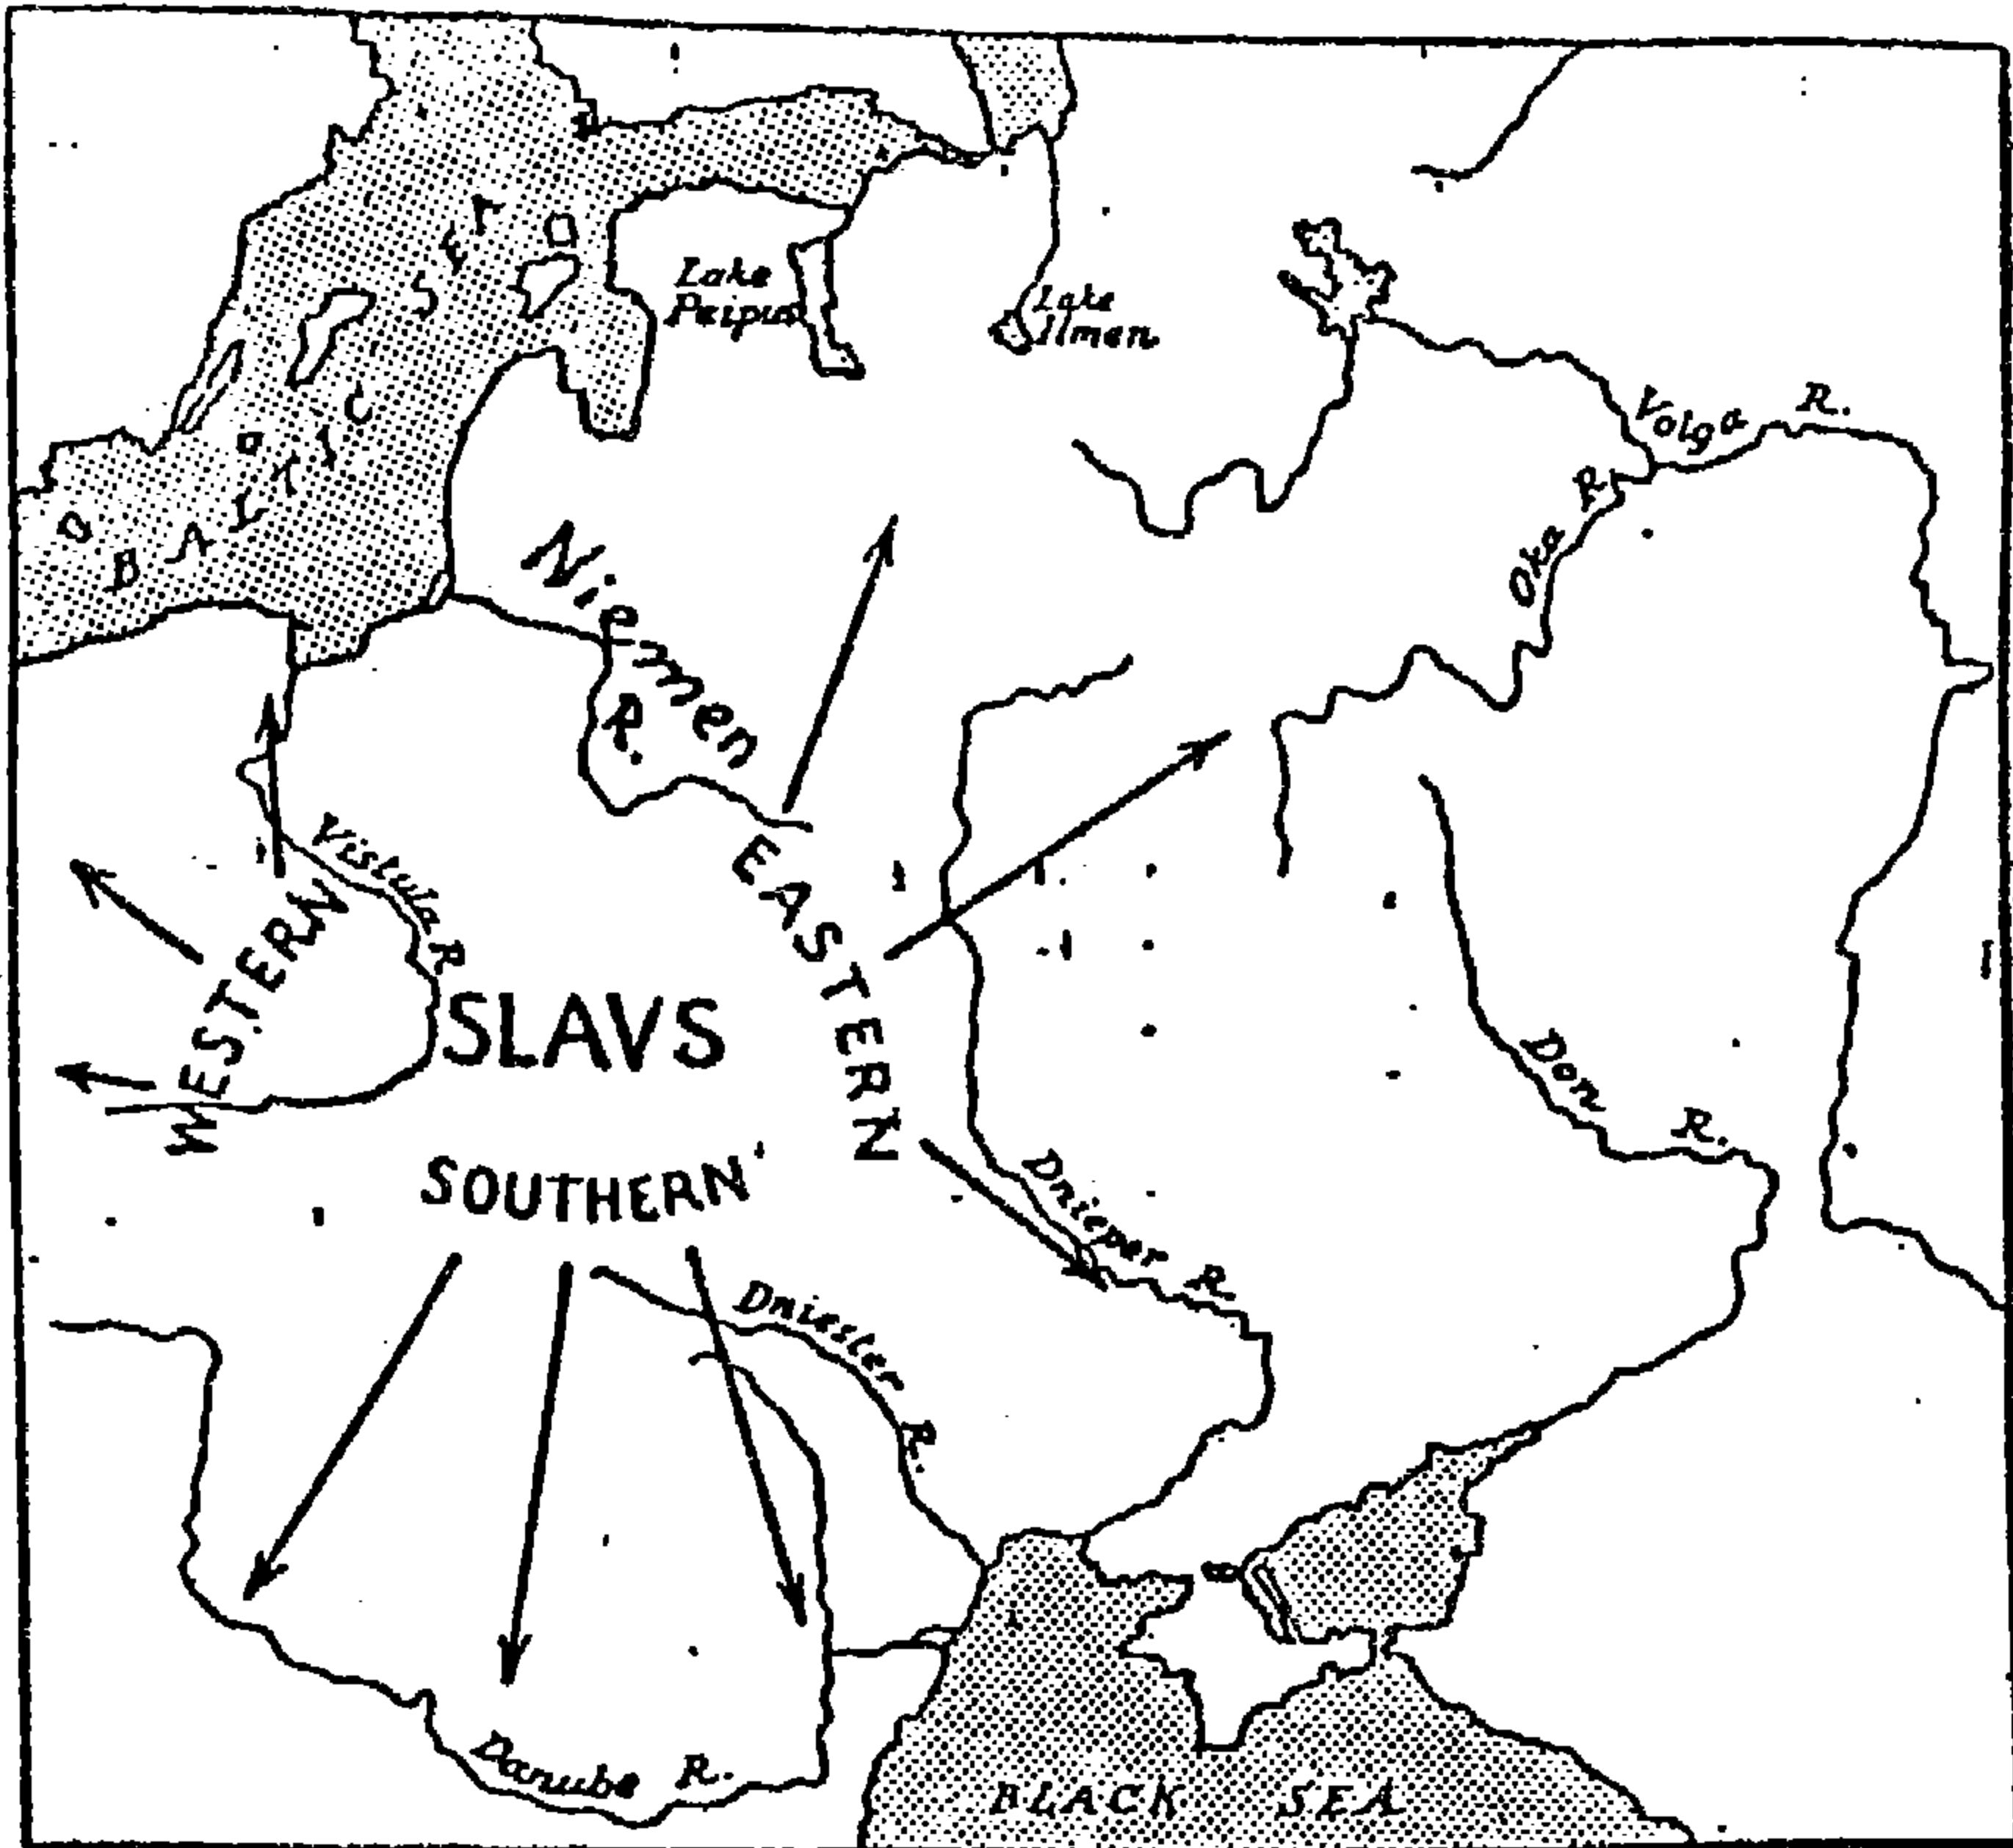 BALTIC
Lake
Peipus
Lake
Ilmen
Volga R.
Oka R.
Niemen
R.
Vistula R.
WESTERN
EASTERN
SLAVS
SOUTHERN
Don R.
Dnieper R.
Dniester R.
Danube R.
BLACK SEA